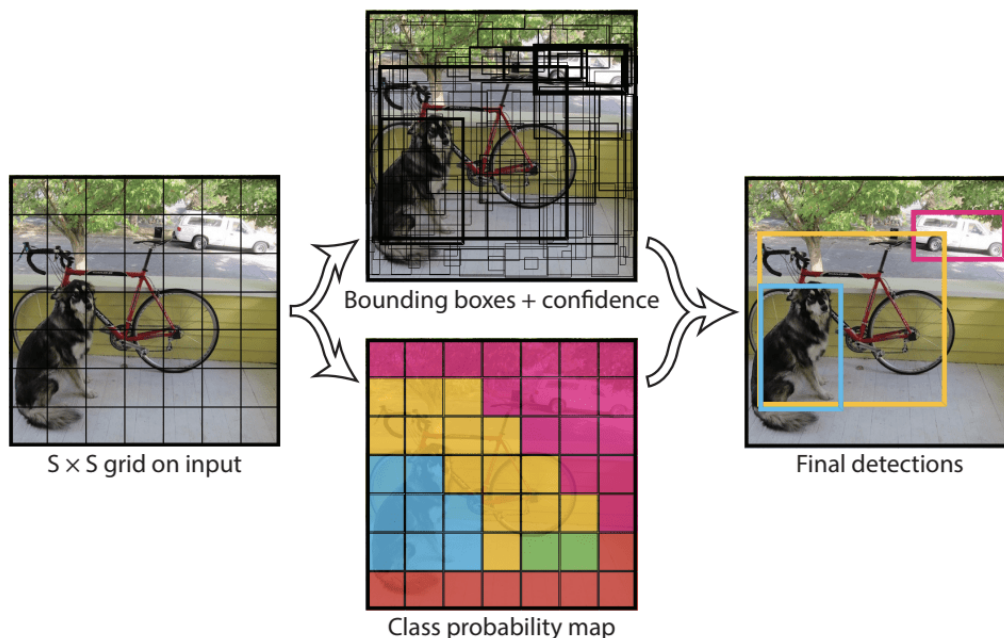 Bounding boxes + confidence
S × S grid on input
Final detections
Class probability map